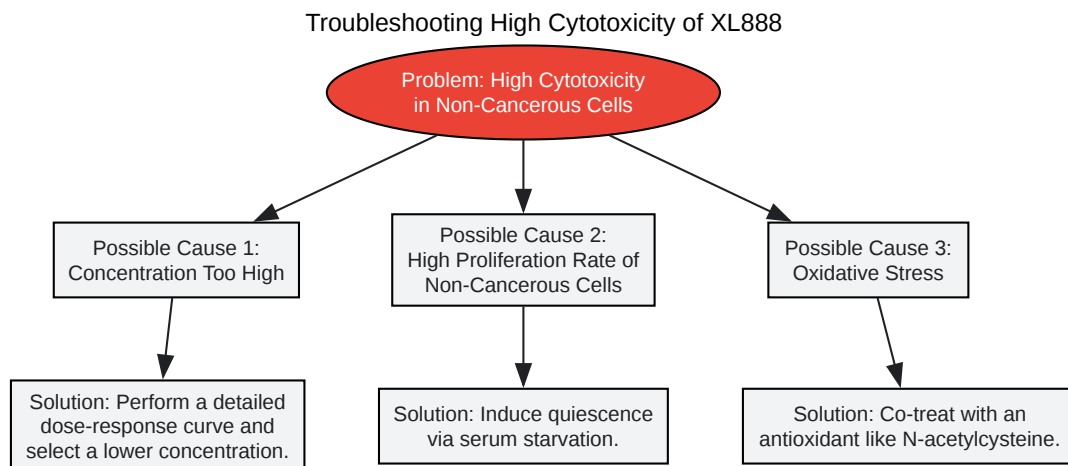 Troubleshooting High Cytotoxicity of XL888
Problem: High Cytotoxicity
in Non-Cancerous Cells
Possible Cause 1:
Concentration Too High
Possible Cause 2:
High Proliferation Rate of
Non-Cancerous Cells
Possible Cause 3:
Oxidative Stress
Solution: Perform a detailed
dose-response curve and
select a lower concentration.
Solution: Induce quiescence
via serum starvation.
Solution: Co-treat with an
antioxidant like N-acetylcysteine.